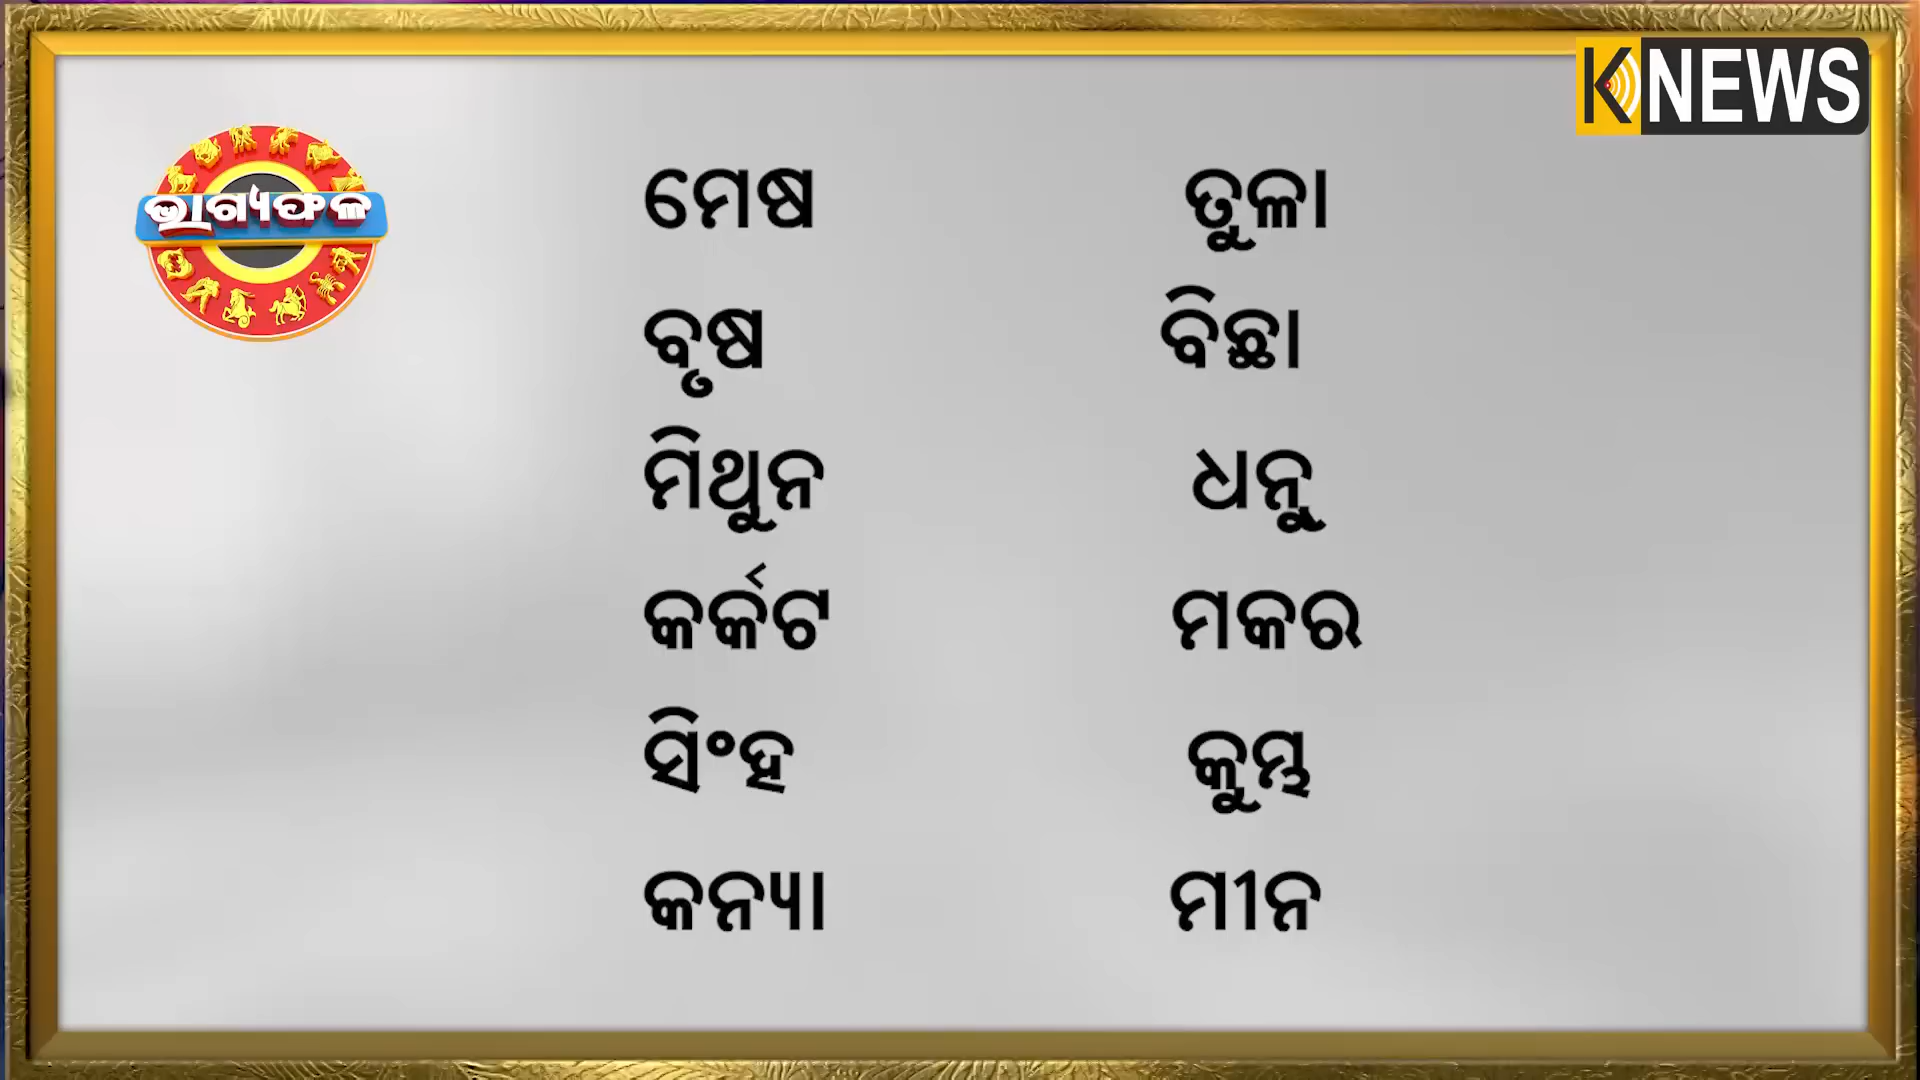 KNEWS
ଭାଗ୍ୟଫଳ
ମେଷ ତୁଳା
ବୃଷ ବିଛା
ମିଥୁନ ଧନୁ
କର୍କଟ ମକର
ସିଂହ କୁମ୍ଭ
କନ୍ୟା ମୀନ